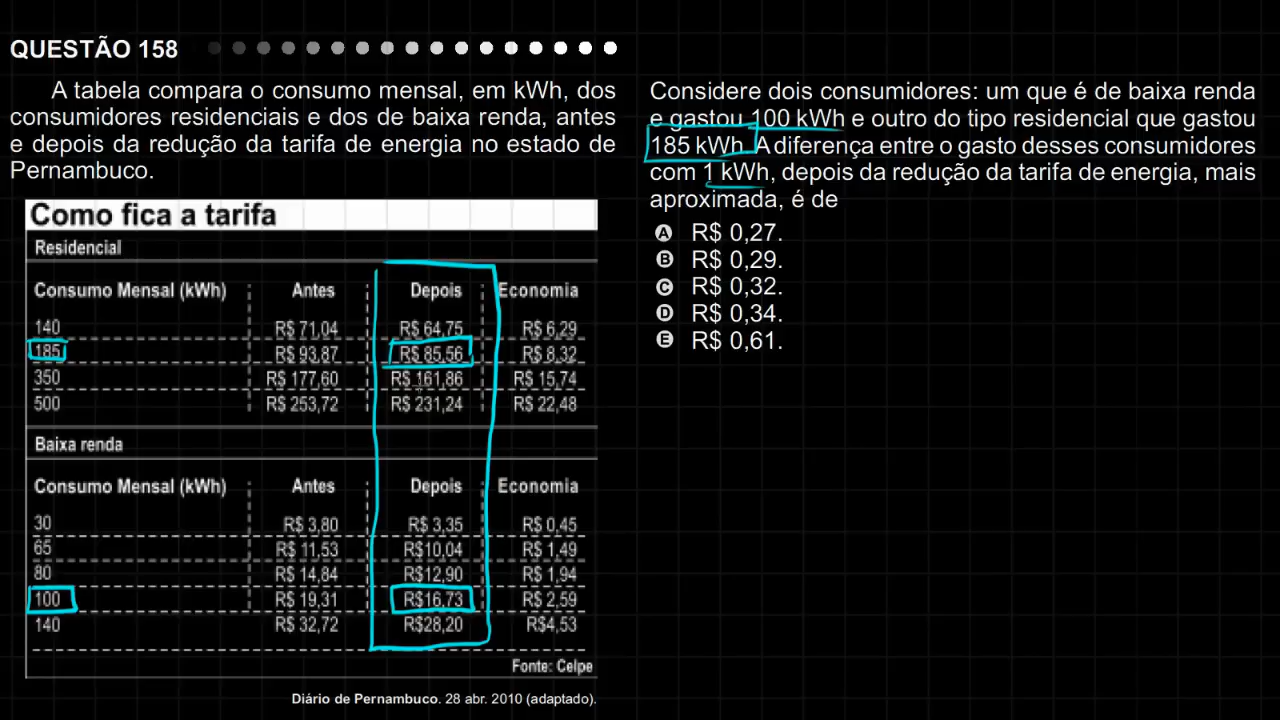 QUESTÃO 158
A tabela compara o consumo mensal, em kWh, dos
consumidores residenciais e dos de baixa renda, antes
e depois da redução da tarifa de energia no estado de
Pernambuco.
Como fica a tarifa
Residencial
Consumo Mensal (kWh) Antes Depois Economia
140 R$ 71,04 R$ 64,75 R$ 6,29
185 R$ 93,87 R$ 85,56 R$ 8,32
350 R$ 177,60 R$ 161,86 R$ 15,74
500 R$ 253,72 R$ 231,24 R$ 22,48
Baixa renda
Consumo Mensal (kWh) Antes Depois Economia
30 R$ 3,80 R$ 3,35 R$ 0,45
65 R$ 11,53 R$10,04 R$ 1,49
80 R$ 14,84 R$12,90 R$ 1,94
100 R$ 19,31 R$16,73 R$ 2,59
140 R$ 32,72 R$28,20 R$4,53
Fonte: Celpe
Diário de Pernambuco. 28 abr. 2010 (adaptado).
Considere dois consumidores: um que é de baixa renda
e gastou 100 kWh e outro do tipo residencial que gastou
185 kWh. A diferença entre o gasto desses consumidores
com 1 kWh, depois da redução da tarifa de energia, mais
aproximada, é de
A R$ 0,27.
B R$ 0,29.
C R$ 0,32.
D R$ 0,34.
E R$ 0,61.